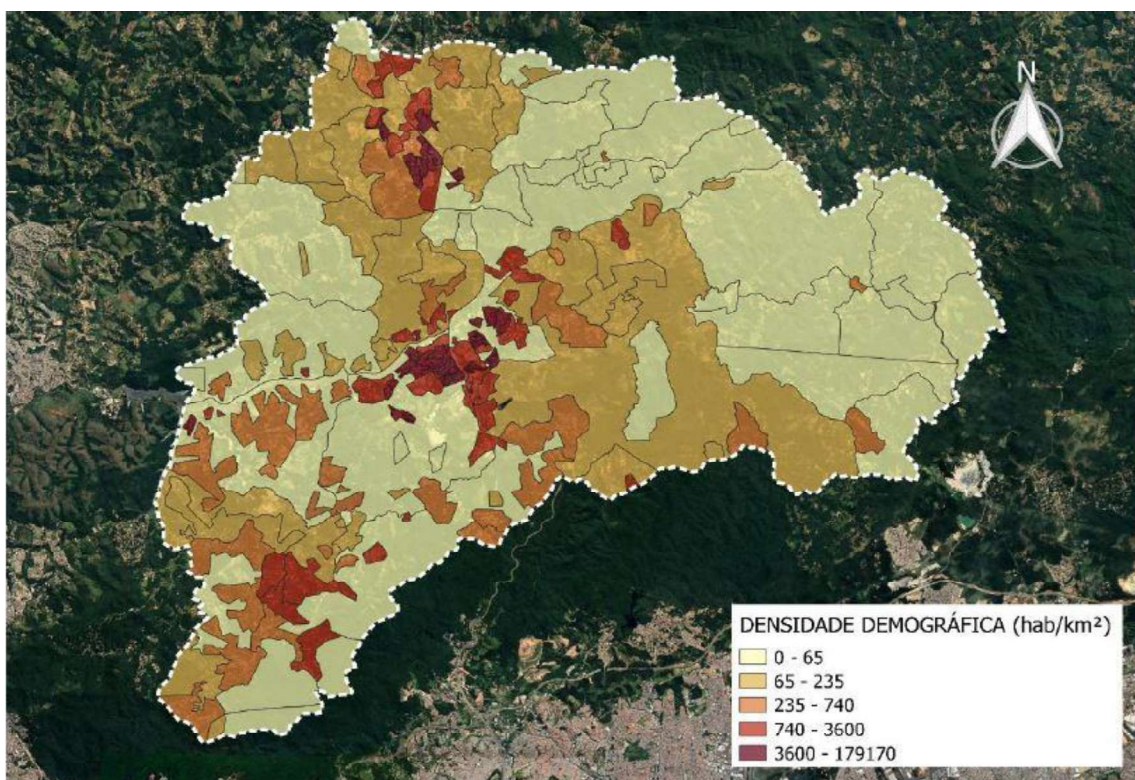 N
DENSIDADE DEMOGRÁFICA (hab/km²)
0 - 65
65 - 235
235 - 740
740 - 3600
3600 - 179170